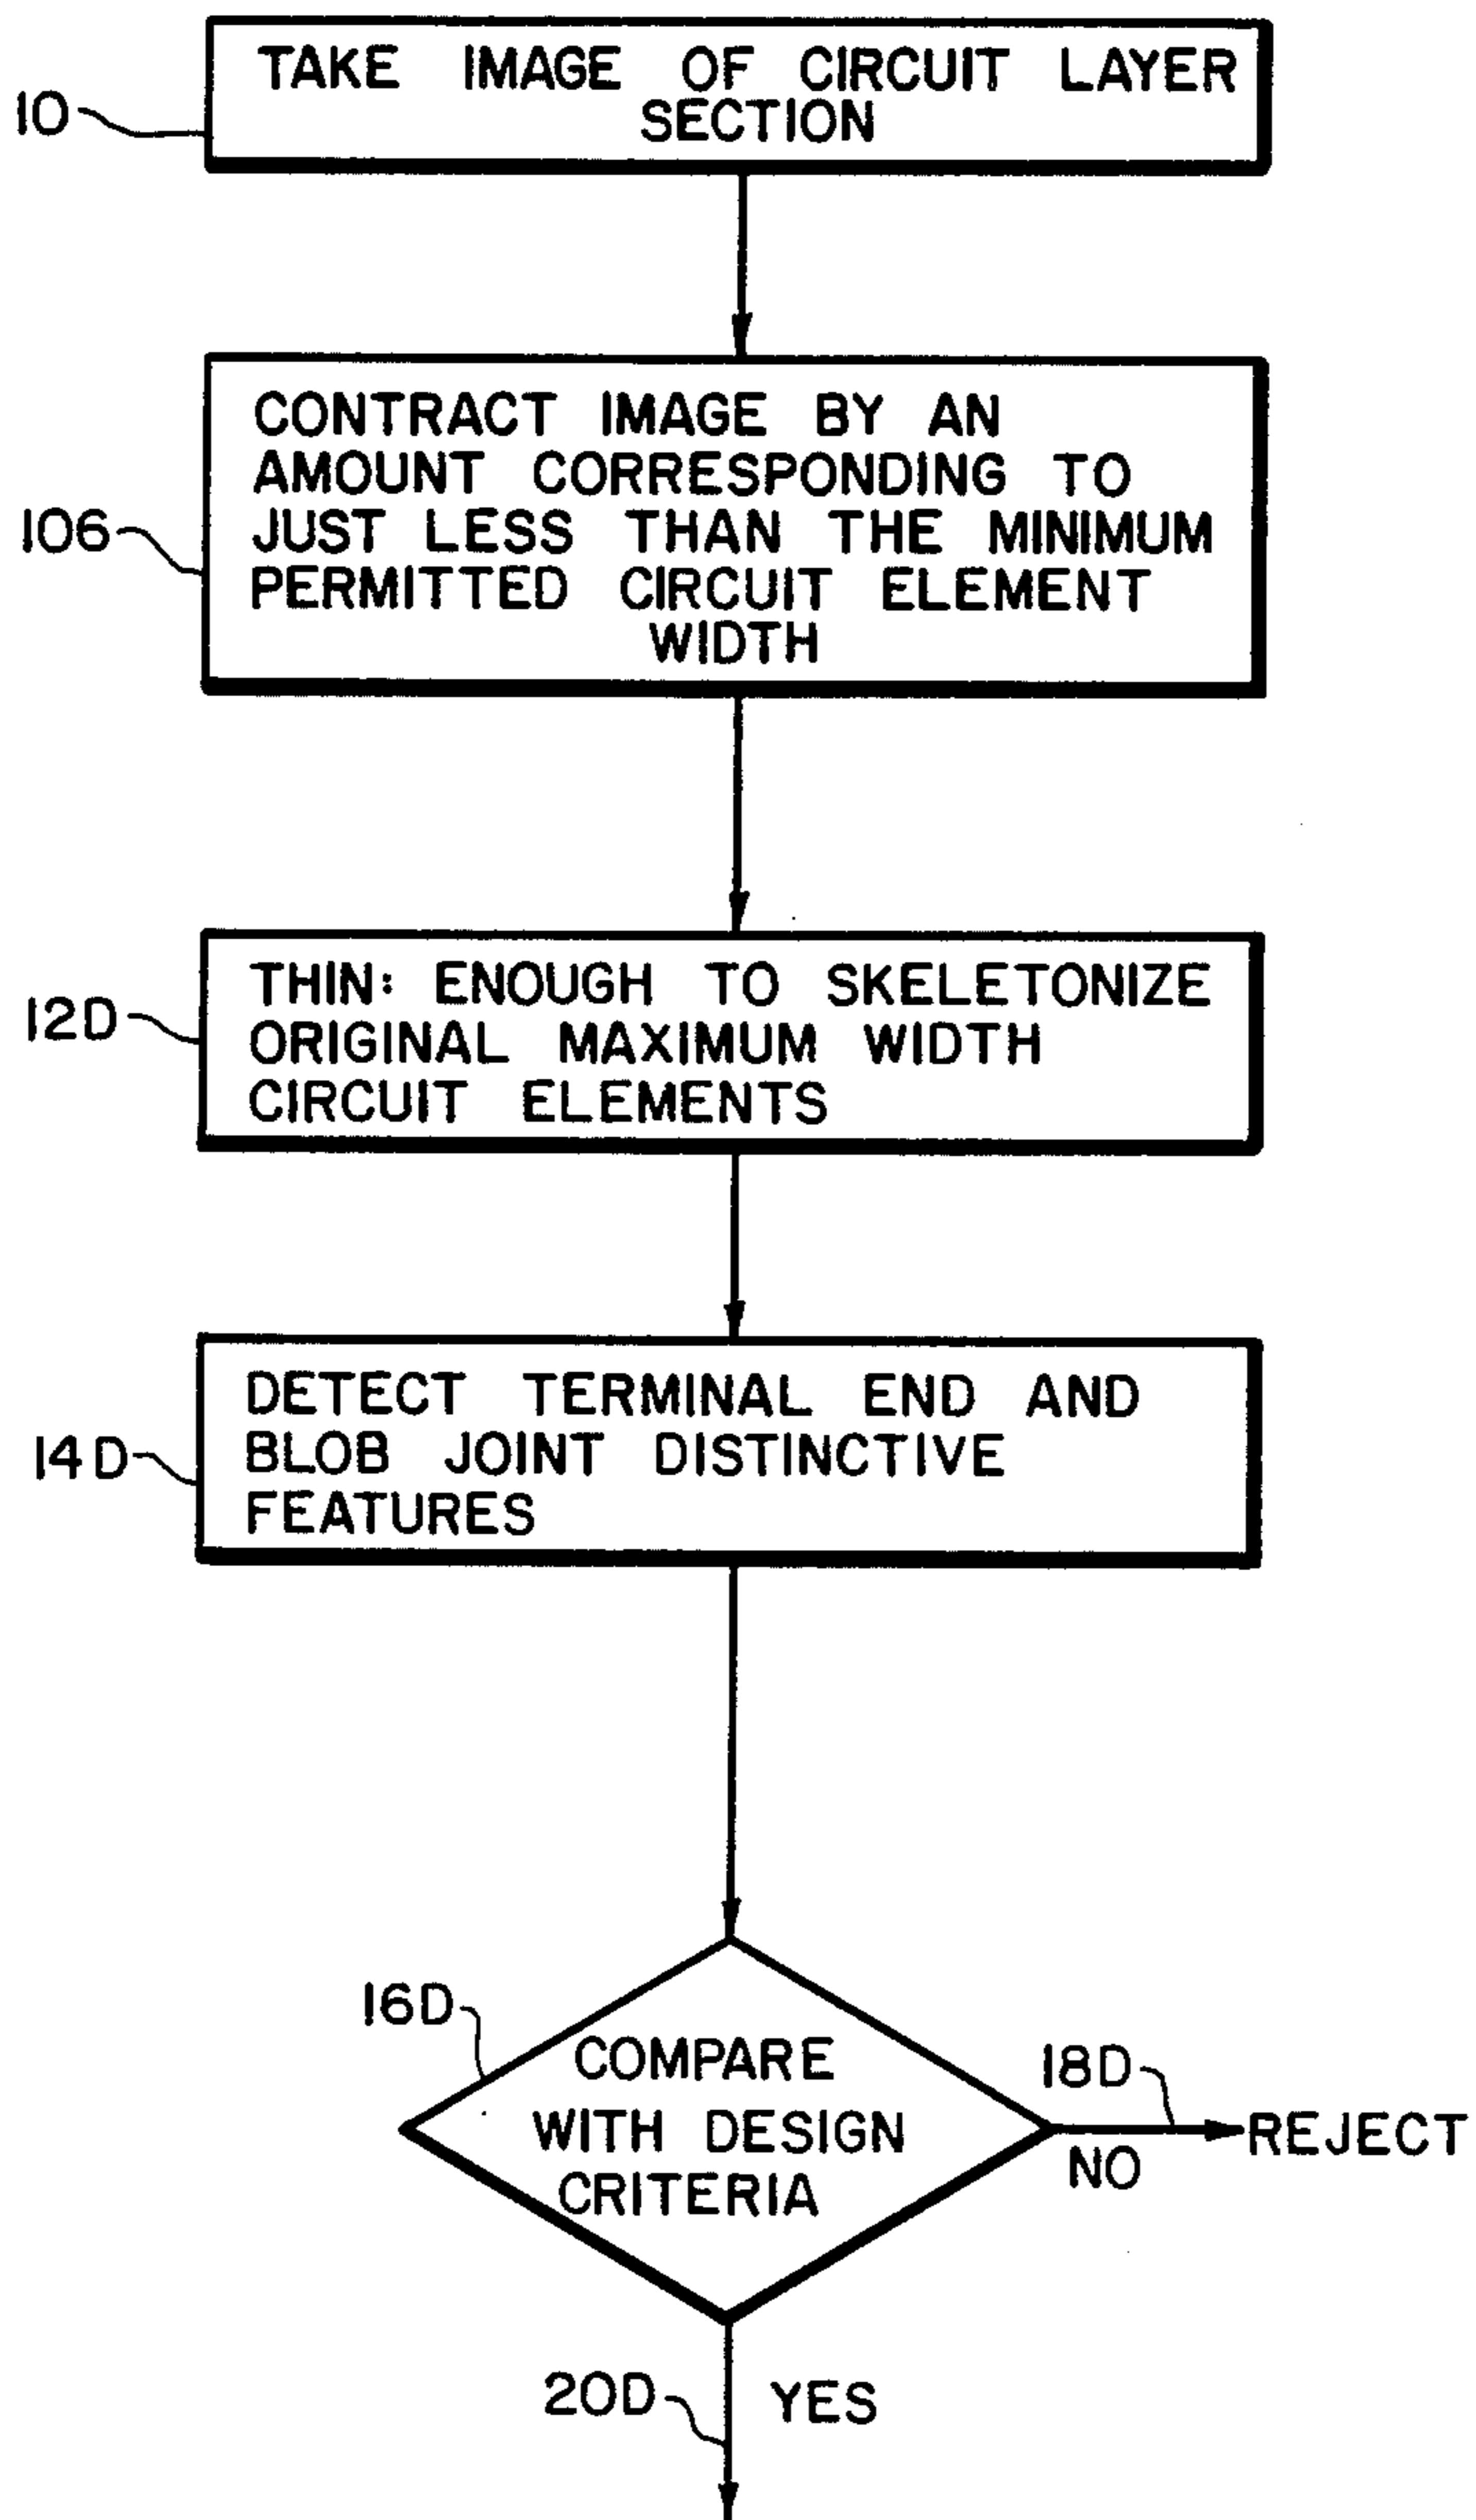 10
TAKE IMAGE OF CIRCUIT LAYER
SECTION
106
CONTRACT IMAGE BY AN
AMOUNT CORRESPONDING TO
JUST LESS THAN THE MINIMUM
PERMITTED CIRCUIT ELEMENT
WIDTH
12D
THIN: ENOUGH TO SKELETONIZE
ORIGINAL MAXIMUM WIDTH
CIRCUIT ELEMENTS
14D
DETECT TERMINAL END AND
BLOB JOINT DISTINCTIVE
FEATURES
16D
COMPARE
WITH DESIGN
CRITERIA
18D
REJECT
NO
20D
YES